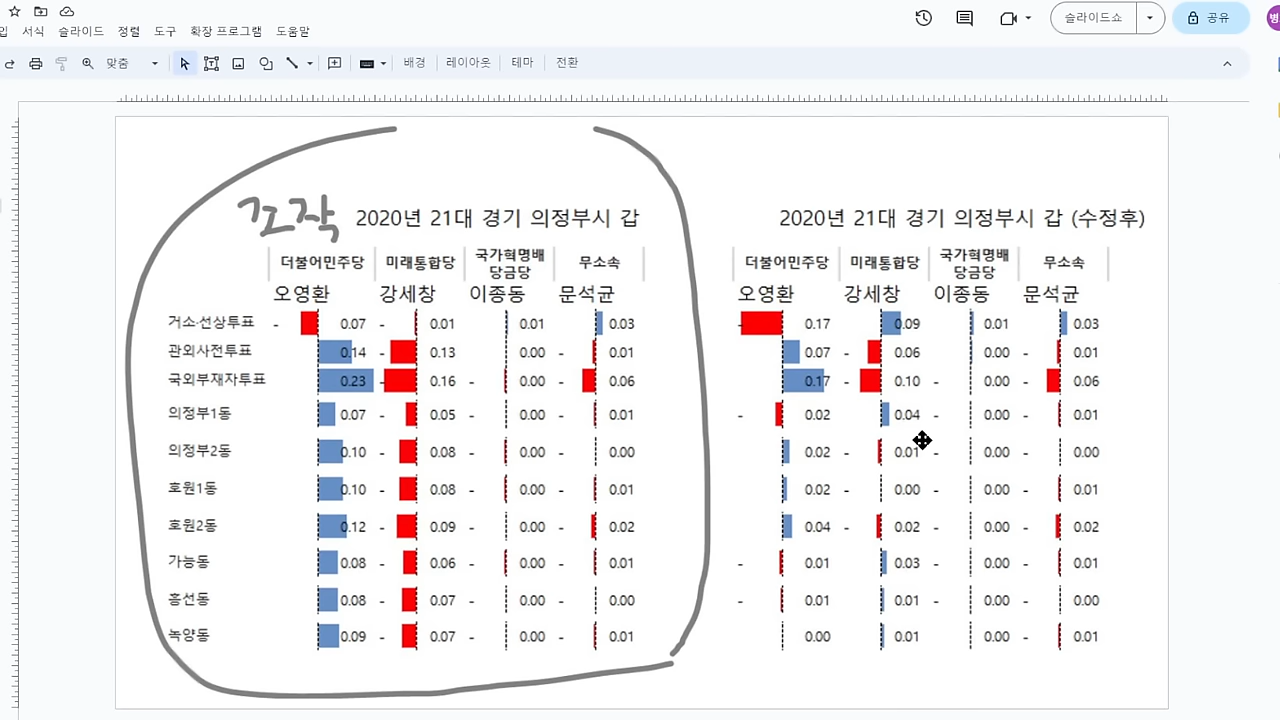 입 서식 슬라이드 정렬 도구 확장 프로그램 도움말
슬라이드쇼
공유
병
맞춤
배경 레이아웃 테마 전환
조작
2020년 21대 경기 의정부시 갑
더불어민주당 미래통합당 국가혁명배당금당 무소속
오영환 강세창 이종동 문석균
거소·선상투표 - 0.07 - 0.01 0.01 0.03
관외사전투표 0.14 - 0.13 0.00 - 0.01
국외부재자투표 0.23 - 0.16 - 0.00 - 0.06
의정부1동 0.07 - 0.05 - 0.00 - 0.01
의정부2동 0.10 - 0.08 - 0.00 - 0.00
호원1동 0.10 - 0.08 - 0.00 - 0.01
호원2동 0.12 - 0.09 - 0.00 - 0.02
가능동 0.08 - 0.06 - 0.00 - 0.01
흥선동 0.08 - 0.07 - 0.00 - 0.00
녹양동 0.09 - 0.07 - 0.00 - 0.01
2020년 21대 경기 의정부시 갑 (수정후)
더불어민주당 미래통합당 국가혁명배당금당 무소속
오영환 강세창 이종동 문석균
- 0.17 0.09 0.01 0.03
0.07 - 0.06 0.00 - 0.01
0.17 - 0.10 - 0.00 - 0.06
- 0.02 0.04 - 0.00 - 0.01
0.02 - 0.01 - 0.00 - 0.00
0.02 - 0.00 - 0.00 - 0.01
0.04 - 0.02 - 0.00 - 0.02
- 0.01 0.03 - 0.00 - 0.01
- 0.01 0.01 - 0.00 - 0.00
0.00 0.01 - 0.00 - 0.01